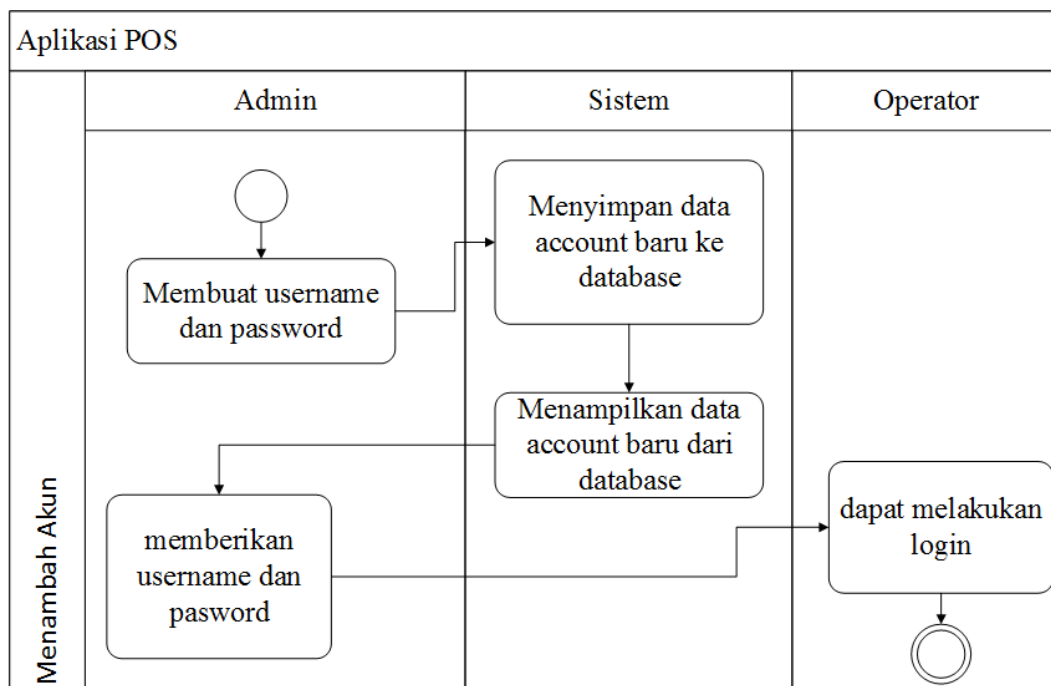 Aplikasi POS
Admin
Sistem
Operator
Menambah Akun
Membuat username
dan password
Menyimpan data
account baru ke
database
Menampilkan data
account baru dari
database
memberikan
username dan
pasword
dapat melakukan
login